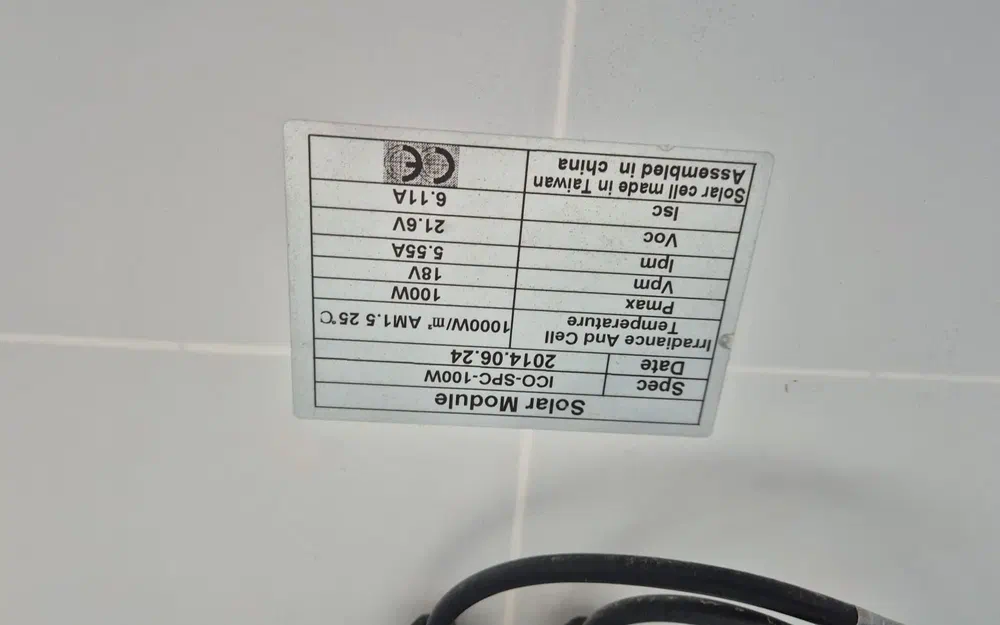 Solar Module
Spec ICO-SPC-100W
Date 2014.06.24
Irradiance And Cell
Temperature 1000W/m² AM1.5 25℃
Pmax 100W
Vpm 18V
Ipm 5.55A
Voc 21.6V
Isc 6.11A
Solar cell made in Taiwan
Assembled in china
CE